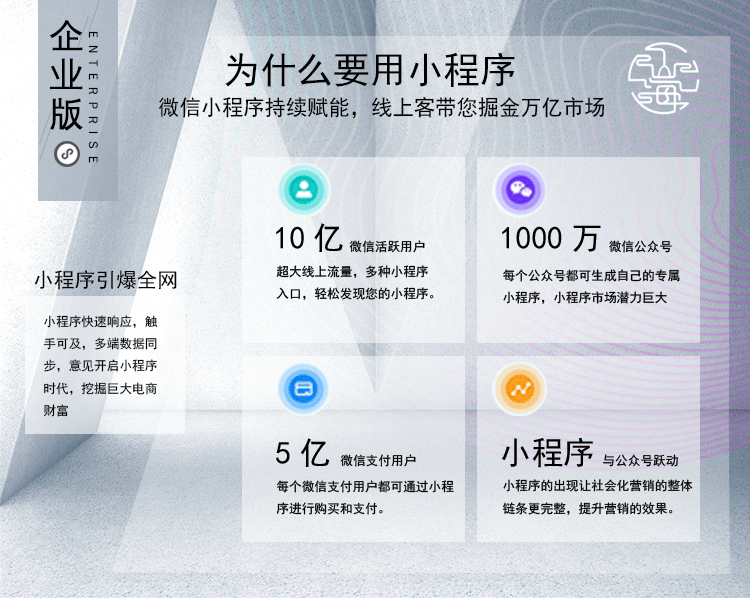 企业版
ENTERPRISE
为什么要用小程序
微信小程序持续赋能，线上客带您掘金万亿市场
小程序引爆全网
小程序快速响应，触
手可及，多端数据同
步，意见开启小程序
时代，挖掘巨大电商
财富
10 亿 微信活跃用户
超大线上流量，多种小程序
入口，轻松发现您的小程序。
1000 万 微信公众号
每个公众号都可生成自己的专属
小程序，小程序市场潜力巨大
5 亿 微信支付用户
每个微信支付用户都可通过小程
序进行购买和支付。
小程序 与公众号跃动
小程序的出现让社会化营销的整体
链条更完整，提升营销的效果。